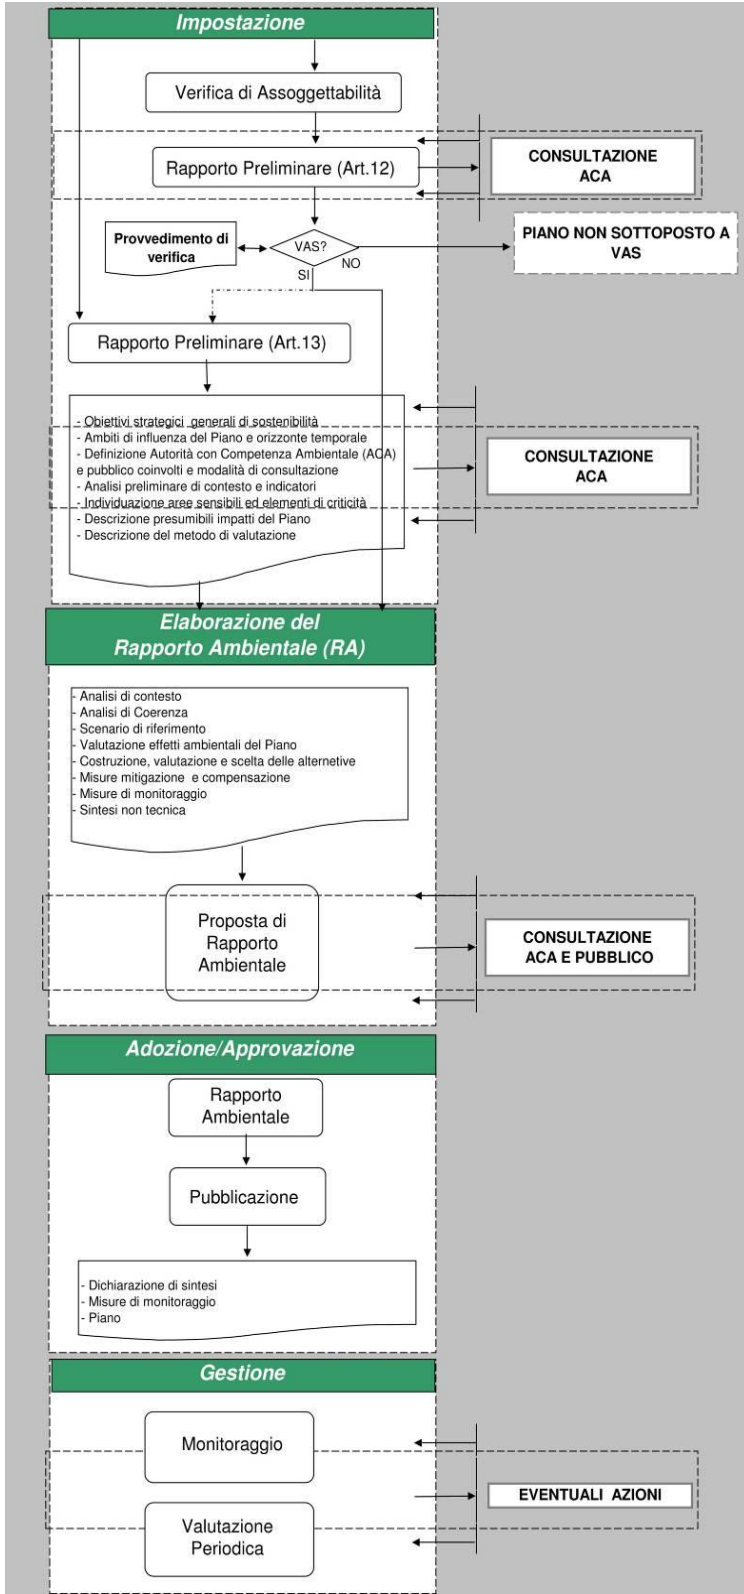 Impostazione
Verifica di Assoggettabilità
Rapporto Preliminare (Art.12)
CONSULTAZIONE
ACA
Provvedimento di
verifica
VAS?
SI
NO
PIANO NON SOTTOPOSTO A
VAS
Rapporto Preliminare (Art.13)
- Obiettivi strategici generali di sostenibilità
- Ambiti di influenza del Piano e orizzonte temporale
- Definizione Autorità con Competenza Ambientale (ACA)
e pubblico coinvolti e modalità di consultazione
- Analisi preliminare di contesto e indicatori
- Individuazione aree sensibili ed elementi di criticità
- Descrizione presumibili impatti del Piano
- Descrizione del metodo di valutazione
CONSULTAZIONE
ACA
Elaborazione del
Rapporto Ambientale (RA)
- Analisi di contesto
- Analisi di Coerenza
- Scenario di riferimento
- Valutazione effetti ambientali del Piano
- Costruzione, valutazione e scelta delle alternetive
- Misure mitigazione e compensazione
- Misure di monitoraggio
- Sintesi non tecnica
Proposta di
Rapporto
Ambientale
CONSULTAZIONE
ACA E PUBBLICO
Adozione/Approvazione
Rapporto
Ambientale
Pubblicazione
- Dichiarazione di sintesi
- Misure di monitoraggio
- Piano
Gestione
Monitoraggio
EVENTUALI AZIONI
Valutazione
Periodica